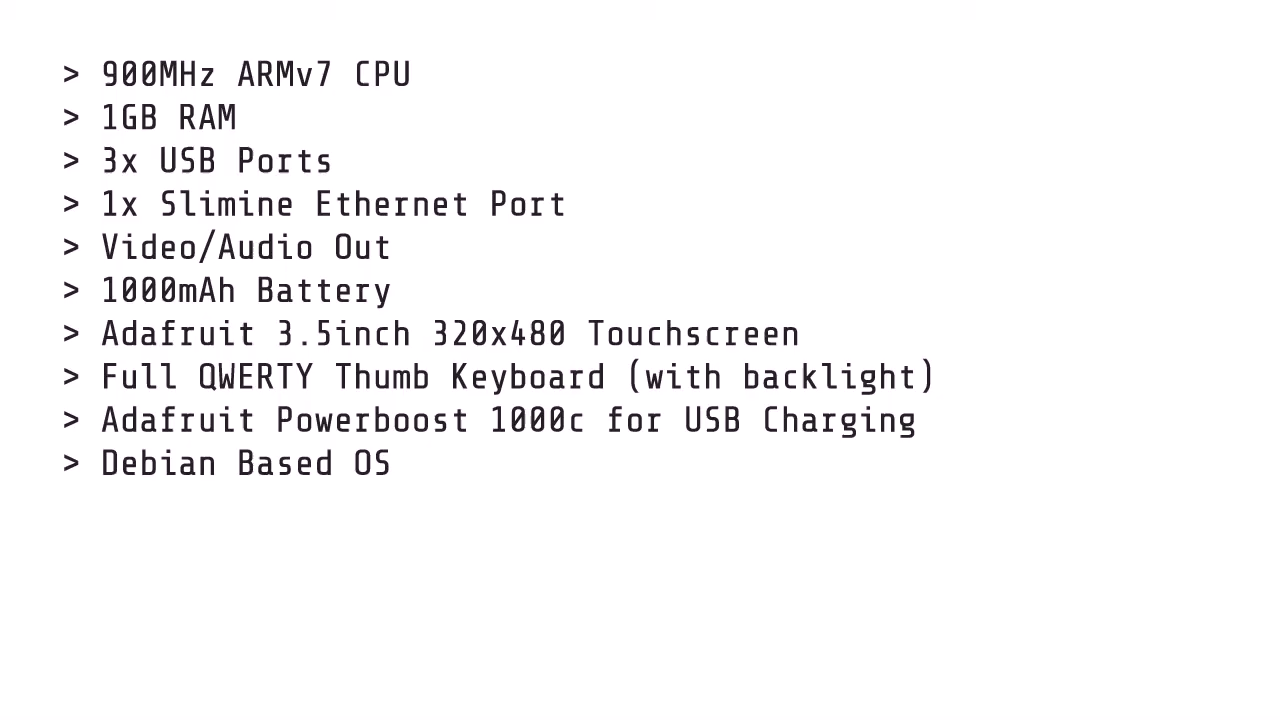 > 900MHz ARMv7 CPU
> 1GB RAM
> 3x USB Ports
> 1x Slimine Ethernet Port
> Video/Audio Out
> 1000mAh Battery
> Adafruit 3.5inch 320x480 Touchscreen
> Full QWERTY Thumb Keyboard (with backlight)
> Adafruit Powerboost 1000c for USB Charging
> Debian Based OS